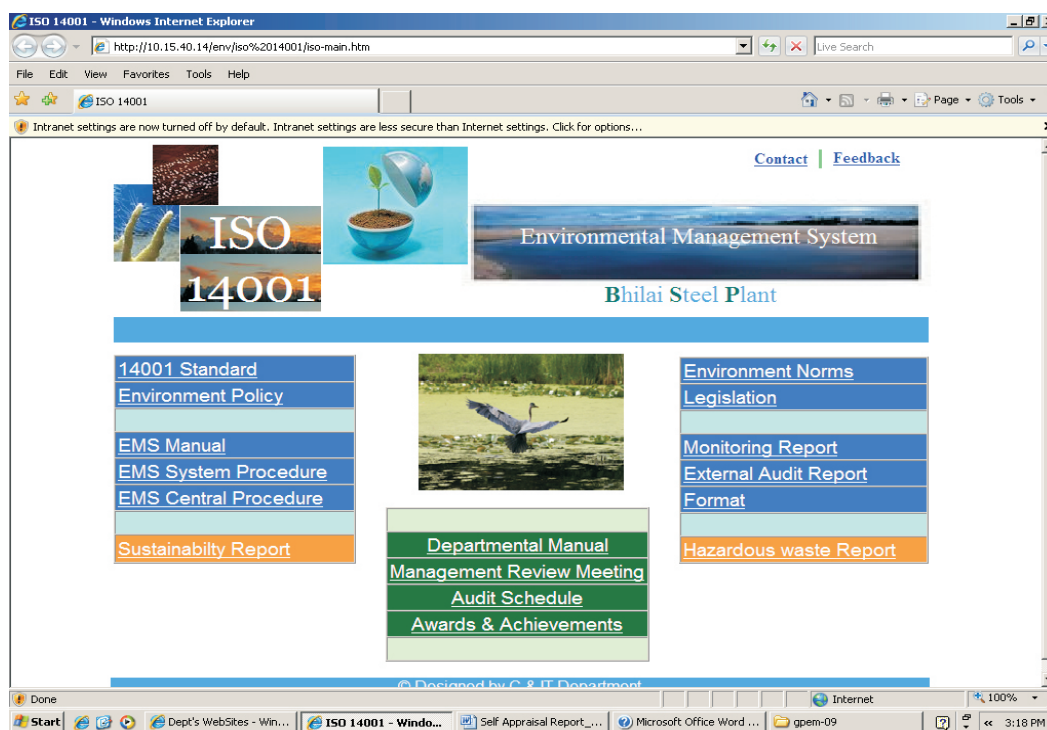 ISO 14001 - Windows Internet Explorer
http://10.15.40.14/env/iso%2014001/iso-main.htm
Live Search
File Edit View Favorites Tools Help
ISO 14001
Page Tools
Intranet settings are now turned off by default. Intranet settings are less secure than Internet settings. Click for options...
Contact Feedback
ISO
14001
Environmental Management System
Bhilai Steel Plant
14001 Standard
Environment Policy
EMS Manual
EMS System Procedure
EMS Central Procedure
Sustainabilty Report
Departmental Manual
Management Review Meeting
Audit Schedule
Awards & Achievements
Environment Norms
Legislation
Monitoring Report
External Audit Report
Format
Hazardous waste Report
© Designed by C & IT Department
Done Internet 100%
Start Dept's WebSites - Win... ISO 14001 - Windo... Self Appraisal Report_... Microsoft Office Word ... gpem-09 « 3:18 PM